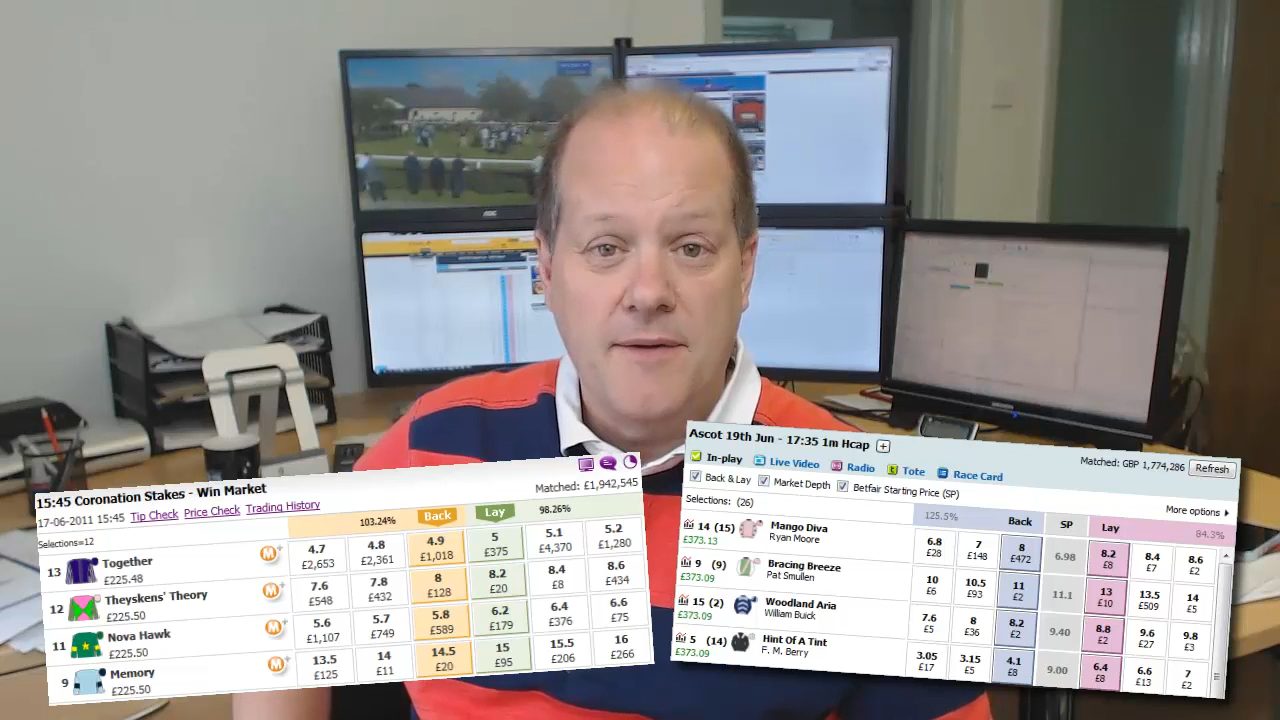 15:45 Coronation Stakes - Win Market
17-06-2011 15:45 Tip Check Price Check Trading History Matched: £1,942,545
Selections=12 103.24% Back Lay 98.26%
13 Together 4.7 4.8 4.9 5 5.1 5.2
£225.48 £2,653 £2,361 £1,018 £375 £4,370 £1,280
12 Theyskens' Theory 7.6 7.8 8 8.2 8.4 8.6
£225.50 £548 £432 £128 £20 £8 £434
11 Nova Hawk 5.6 5.7 5.8 6.2 6.4 6.6
£225.50 £1,107 £749 £589 £179 £376 £75
9 Memory 13.5 14 14.5 15 15.5 16
£225.50 £125 £11 £20 £95 £206 £266
Ascot 19th Jun - 17:35 1m Hcap
In-play Live Video Radio Tote Race Card Matched: GBP 1,774,286 Refresh
Back & Lay Market Depth Betfair Starting Price (SP)
More options
Selections: (26) 125.5% Back SP Lay 84.3%
14 (15) Mango Diva 6.8 7 8 6.98 8.2 8.4 8.6
£373.13 Ryan Moore £28 £148 £472 £8 £7 £2
9 (9) Bracing Breeze 10 10.5 11 11.1 13 13.5 14
£373.09 Pat Smullen £6 £93 £2 £10 £509 £5
15 (2) Woodland Aria 7.6 8 8.2 9.40 8.8 9.6 9.8
£373.09 William Buick £5 £36 £2 £2 £27 £3
5 (14) Hint Of A Tint 3.05 3.15 4.1 9.00 6.4 6.6 7
£373.09 F. M. Berry £17 £5 £8 £8 £13 £2